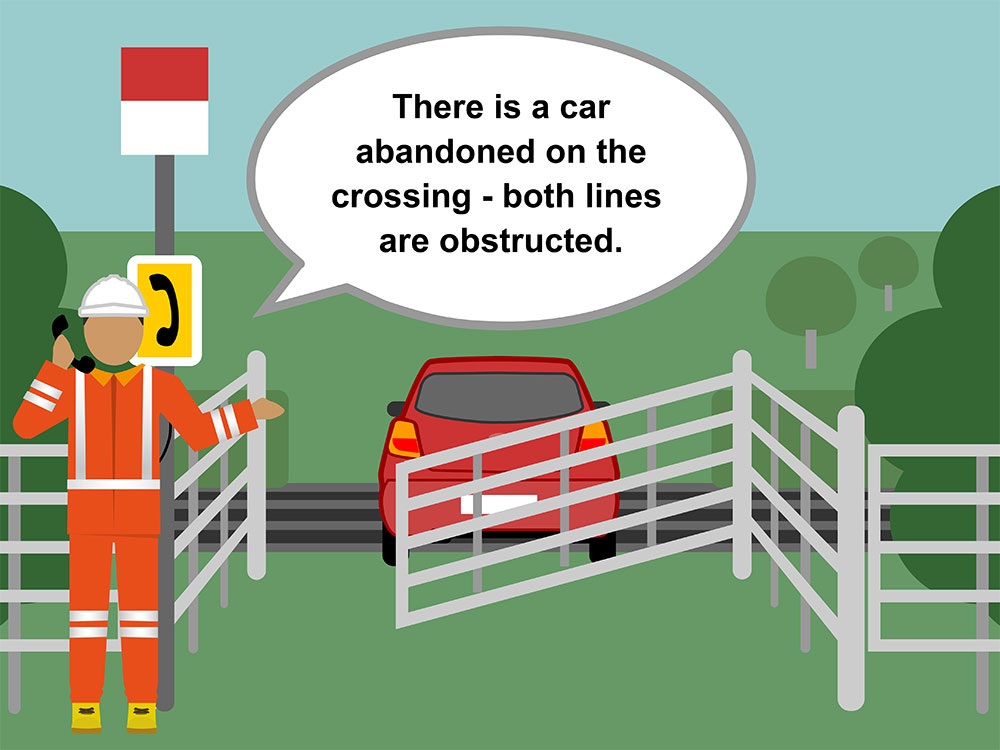 There is a car
abandoned on the
crossing - both lines
are obstructed.